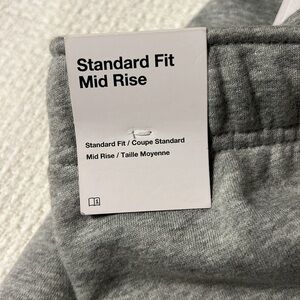 Standard Fit
Mid Rise
Standard Fit / Coupe Standard
Mid Rise / Taille Moyenne